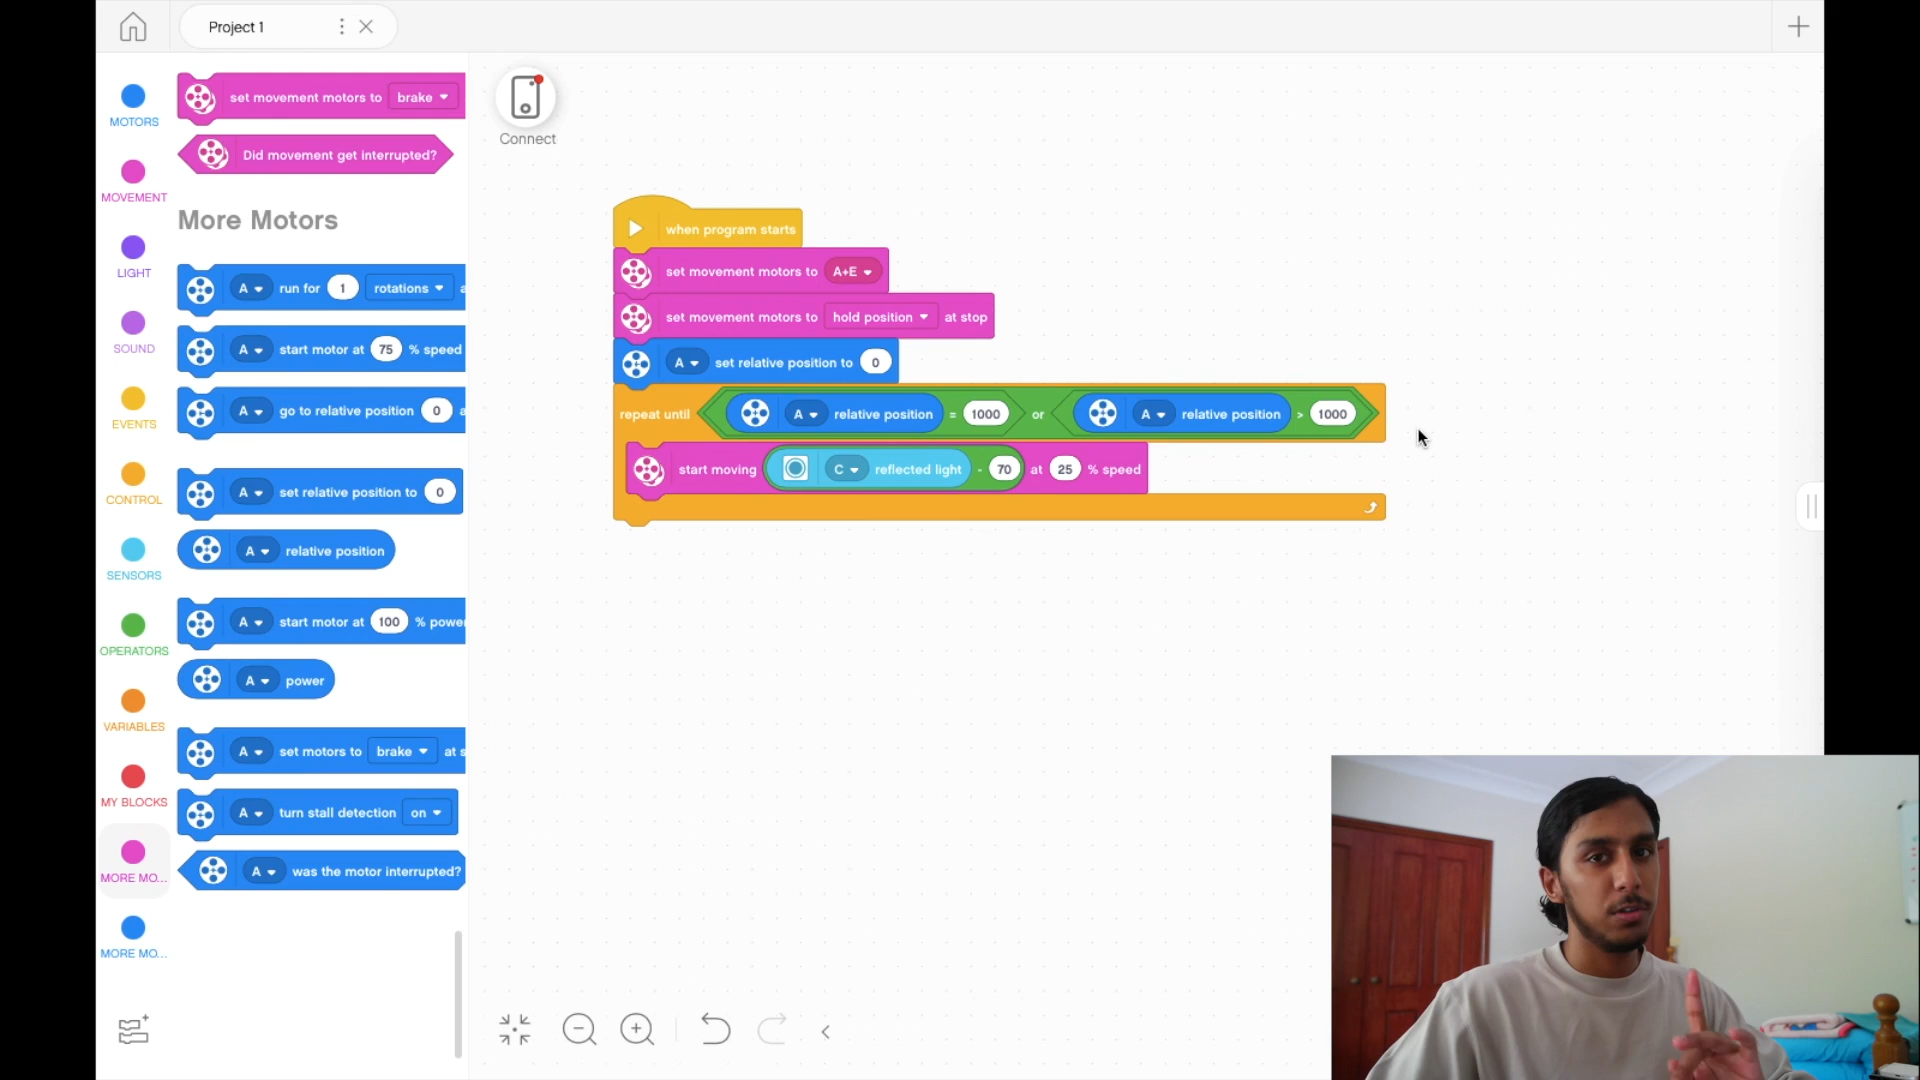 Project 1
MOTORS
MOVEMENT
LIGHT
SOUND
EVENTS
CONTROL
SENSORS
OPERATORS
VARIABLES
MY BLOCKS
MORE MO...
MORE MO...
set movement motors to brake
Did movement get interrupted?
More Motors
A run for 1 rotations a
A start motor at 75 % speed
A go to relative position 0 a
A set relative position to 0
A relative position
A start motor at 100 % powe
A power
A set motors to brake at s
A turn stall detection on
A was the motor interrupted?
Connect
when program starts
set movement motors to A+E
set movement motors to hold position at stop
A set relative position to 0
repeat until A relative position = 1000 or A relative position > 1000
start moving C reflected light - 70 at 25 % speed